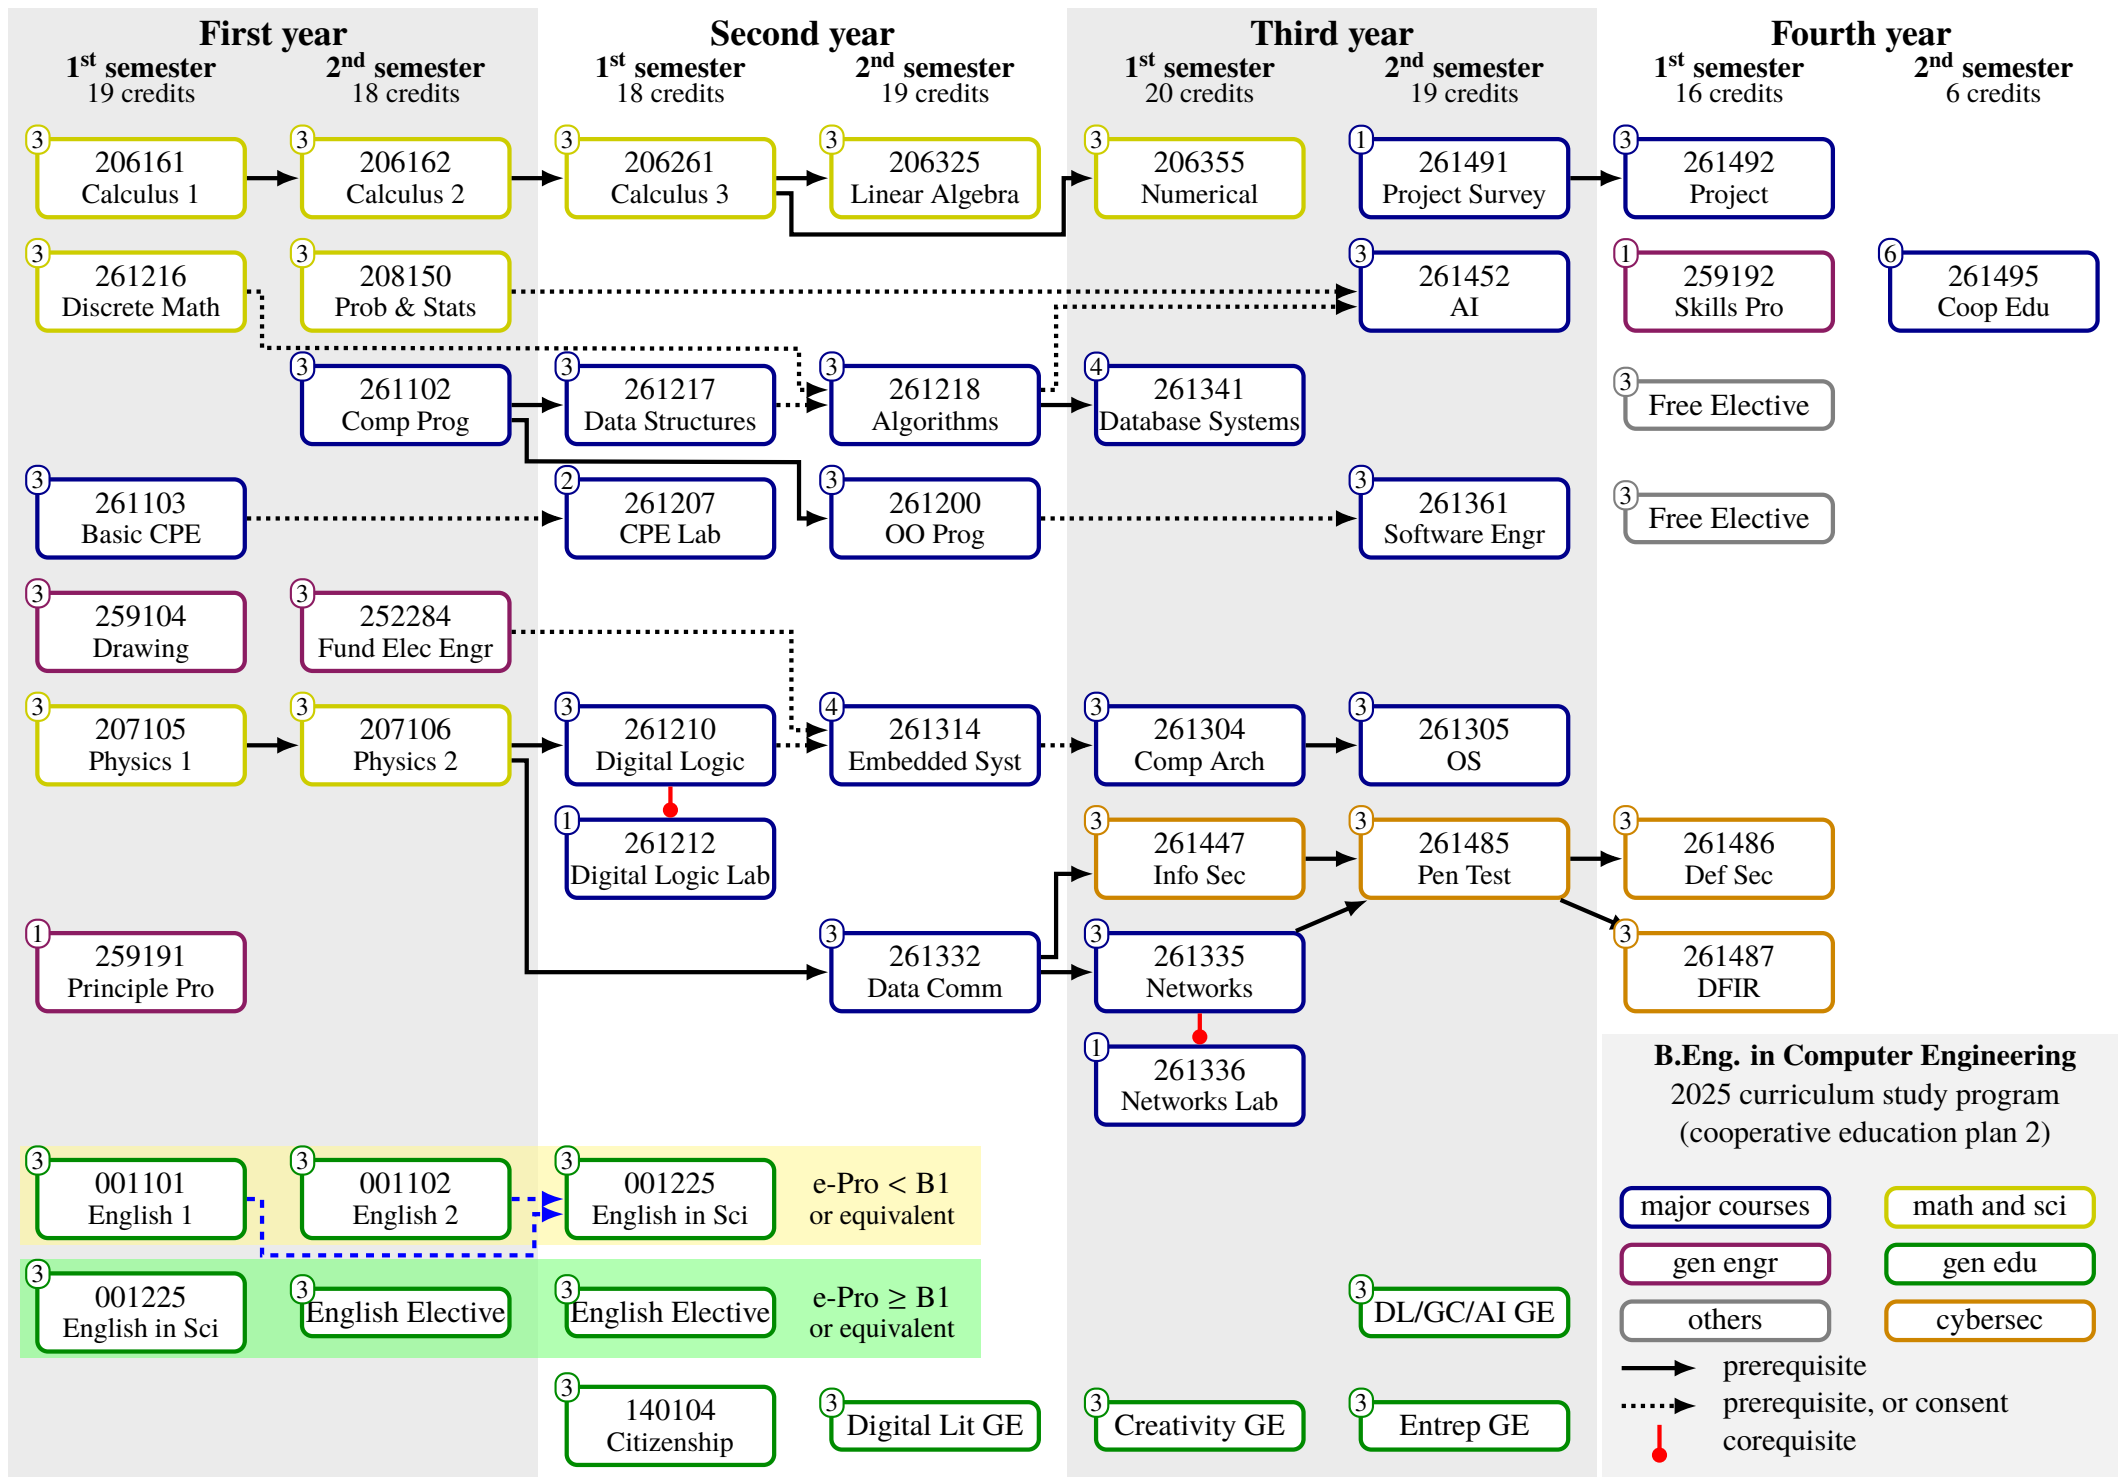 First year
Second year
Third year
Fourth year
1st semester
2nd semester
1st semester
2nd semester
1st semester
2nd semester
1st semester
2nd semester
19 credits
18 credits
18 credits
19 credits
20 credits
19 credits
16 credits
6 credits
3
206161
Calculus 1
3
206162
Calculus 2
3
206261
Calculus 3
3
206325
Linear Algebra
3
206355
Numerical
1
261491
Project Survey
3
261492
Project
3
261216
Discrete Math
3
208150
Prob & Stats
3
261452
AI
1
259192
Skills Pro
6
261495
Coop Edu
3
261102
Comp Prog
3
261217
Data Structures
3
261218
Algorithms
4
261341
Database Systems
3
Free Elective
3
261103
Basic CPE
2
261207
CPE Lab
3
261200
OO Prog
3
261361
Software Engr
3
Free Elective
3
259104
Drawing
3
252284
Fund Elec Engr
3
207105
Physics 1
3
207106
Physics 2
3
261210
Digital Logic
4
261314
Embedded Syst
3
261304
Comp Arch
3
261305
OS
1
261212
Digital Logic Lab
3
261447
Info Sec
3
261485
Pen Test
3
261486
Def Sec
1
259191
Principle Pro
3
261332
Data Comm
3
261335
Networks
3
261487
DFIR
1
261336
Networks Lab
3
001101
English 1
3
001102
English 2
3
001225
English in Sci
e-Pro < B1
or equivalent
3
001225
English in Sci
3
English Elective
3
English Elective
e-Pro ≥ B1
or equivalent
3
DL/GC/AI GE
3
140104
Citizenship
3
Digital Lit GE
3
Creativity GE
3
Entrep GE
B.Eng. in Computer Engineering
2025 curriculum study program
(cooperative education plan 2)
major courses
math and sci
gen engr
gen edu
others
cybersec
prerequisite
prerequisite, or consent
corequisite